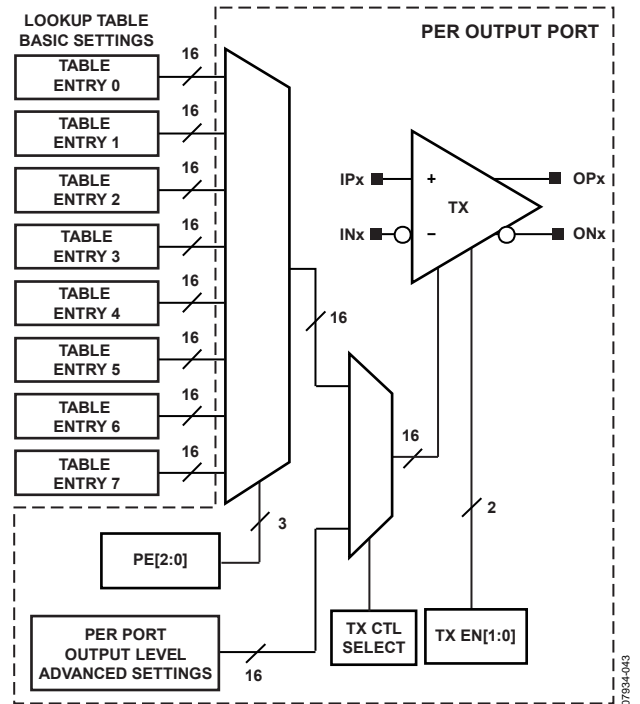 LOOKUP TABLE
BASIC SETTINGS
PER OUTPUT PORT
TABLE
ENTRY 0
16
TABLE
ENTRY 1
16
TABLE
ENTRY 2
16
TABLE
ENTRY 3
16
TABLE
ENTRY 4
16
TABLE
ENTRY 5
16
TABLE
ENTRY 6
16
TABLE
ENTRY 7
16
IPx
+
OPx
TX
INx
−
ONx
16
16
3
2
PE[2:0]
PER PORT
OUTPUT LEVEL
ADVANCED SETTINGS
16
TX CTL
SELECT
TX EN[1:0]
07934-043